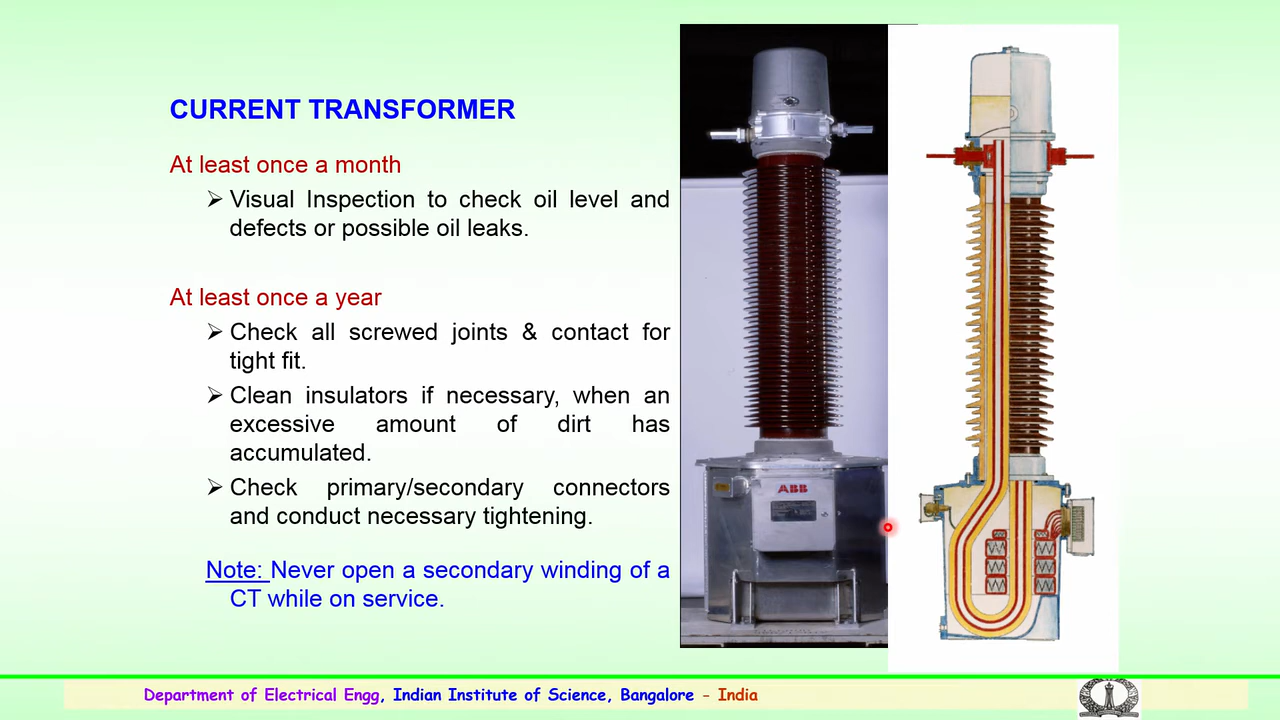 CURRENT TRANSFORMER
At least once a month
➢ Visual Inspection to check oil level and
defects or possible oil leaks.
At least once a year
➢ Check all screwed joints & contact for
tight fit.
➢ Clean insulators if necessary, when an
excessive amount of dirt has
accumulated.
➢ Check primary/secondary connectors
and conduct necessary tightening.
Note: Never open a secondary winding of a
CT while on service.
ABB
Department of Electrical Engg, Indian Institute of Science, Bangalore - India